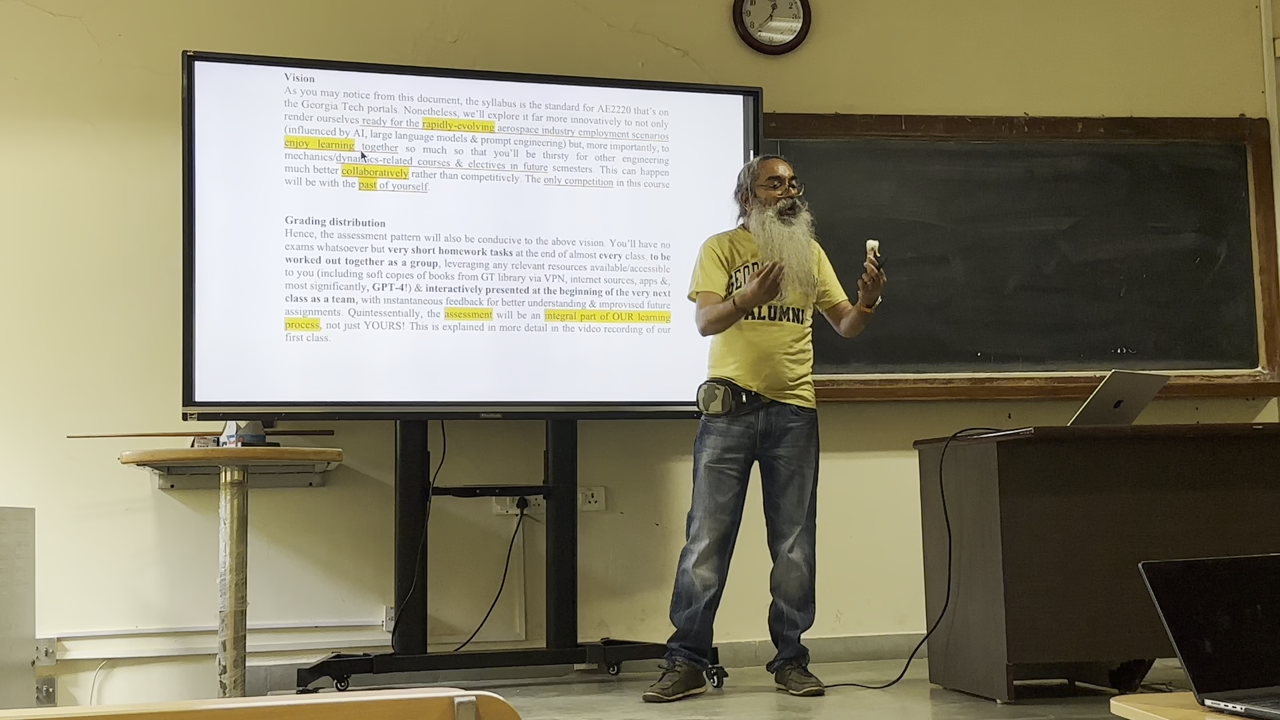 Vision
As you may notice from this document, the syllabus is the standard for AE2220 that's on
the Georgia Tech portals. Nonetheless, we'll explore it far more innovatively to not only
render ourselves ready for the rapidly-evolving aerospace industry employment scenarios
(influenced by AI, large language models & prompt engineering) but, more importantly, to
enjoy learning together so much so that you'll be thirsty for other engineering
mechanics/dynamics-related courses & electives in future semesters. This can happen
much better collaboratively rather than competitively. The only competition in this course
will be with the past of yourself.
Grading distribution
Hence, the assessment pattern will also be conducive to the above vision. You'll have no
exams whatsoever but very short homework tasks at the end of almost every class, to be
worked out together as a group, leveraging any relevant resources available/accessible
to you (including soft copies of books from GT library via VPN, internet sources, apps &,
most significantly, GPT-4!) & interactively presented at the beginning of the very next
class as a team, with instantaneous feedback for better understanding & improvised future
assignments. Quintessentially, the assessment will be an integral part of OUR learning
process, not just YOURS! This is explained in more detail in the video recording of our
first class.
ALUMNI